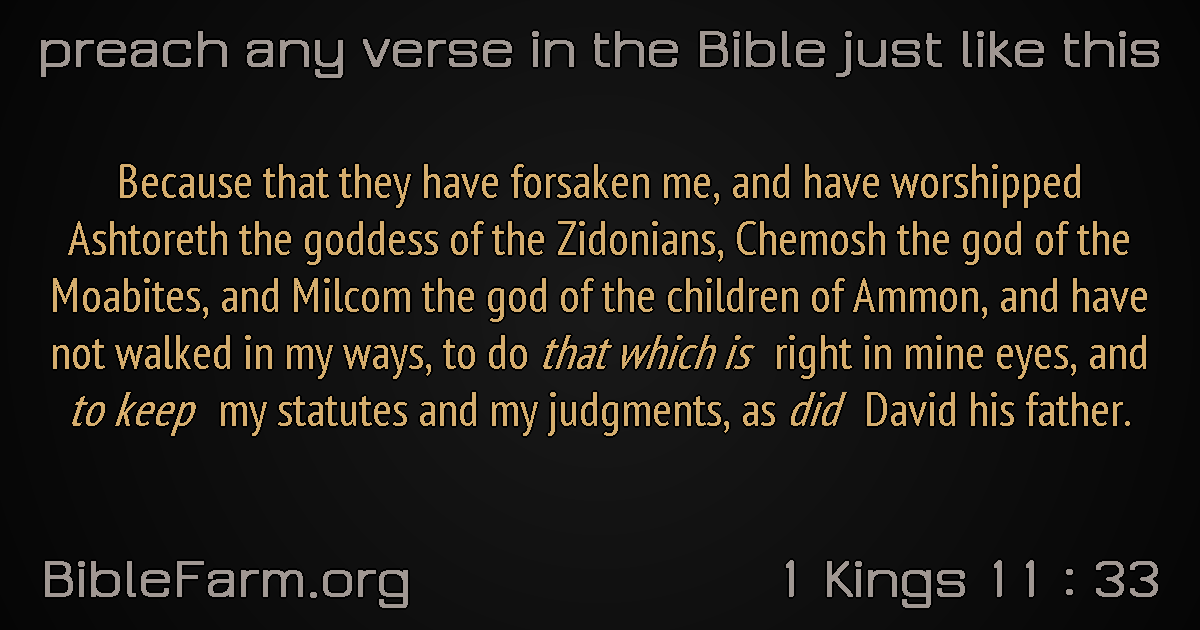 preach any verse in the Bible just like this
Because that they have forsaken me, and have worshipped
Ashtoreth the goddess of the Zidonians, Chemosh the god of the
Moabites, and Milcom the god of the children of Ammon, and have
not walked in my ways, to do that which is right in mine eyes, and
to keep my statutes and my judgments, as did David his father.
BibleFarm.org
1 Kings 11 : 33